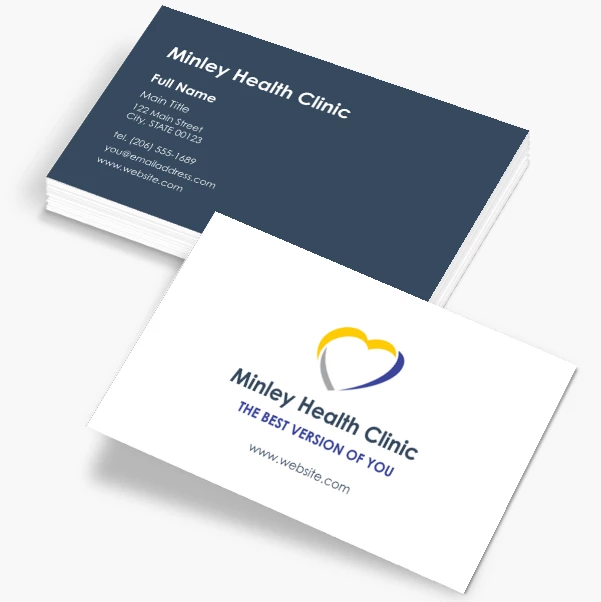 Minley Health Clinic
Full Name
Main Title
122 Main Street
City, STATE 00123
tel. (206) 555-1689
you@emailaddress.com
www.website.com
Minley Health Clinic
THE BEST VERSION OF YOU
www.website.com